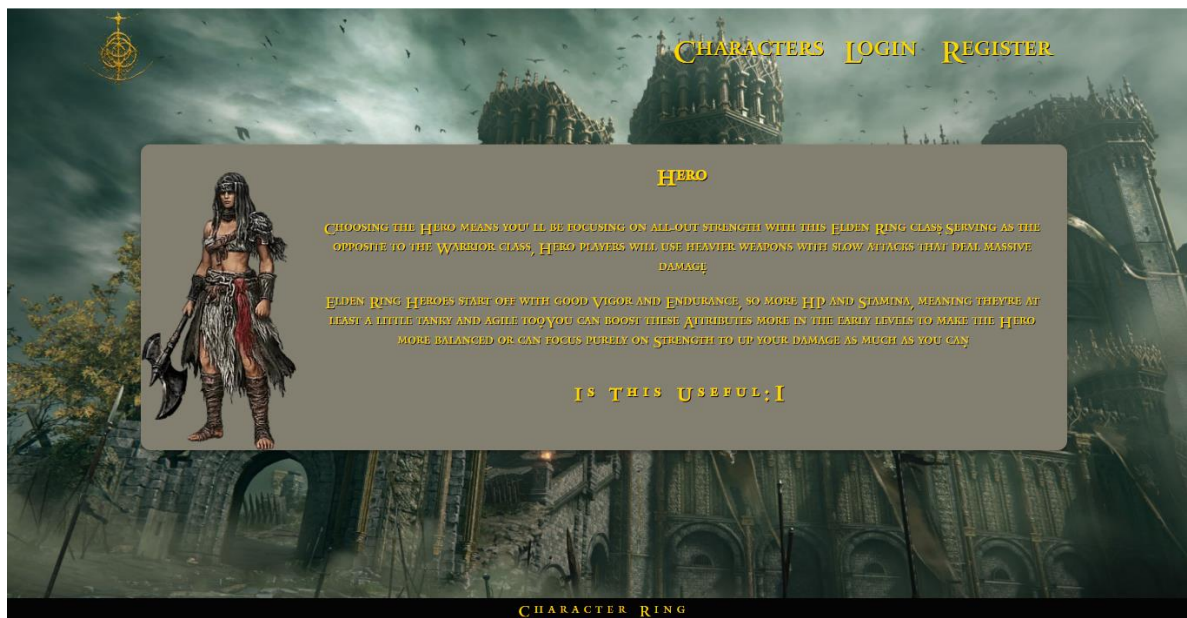 Characters Login Register
Hero
Choosing the Hero means you' ll be focusing on all-out strength with this Elden Ring class. Serving as the
opposite to the Warrior class, Hero players will use heavier weapons with slow attacks that deal massive
damage.
Elden Ring Heroes start off with good Vigor and Endurance, so more HP and Stamina, meaning they're at
least a little tanky and agile too.You can boost these Attributes more in the early levels to make the Hero
more balanced or can focus purely on Strength to up your damage as much as you can.
Is This Useful:1
Character Ring